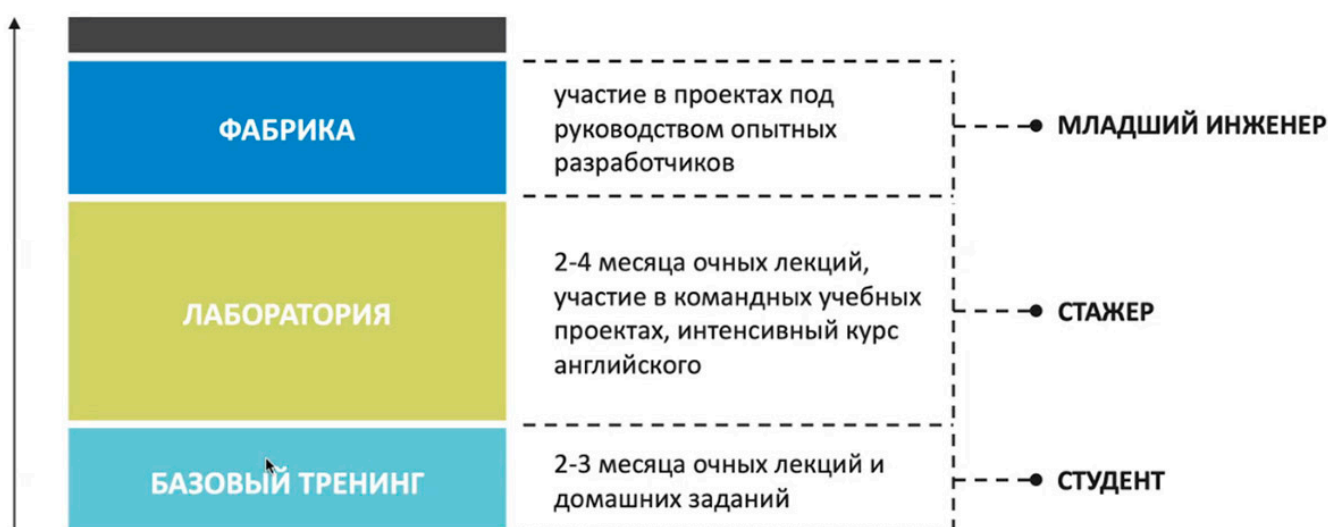 ФАБРИКА
участие в проектах под
руководством опытных
разработчиков
МЛАДШИЙ ИНЖЕНЕР
ЛАБОРАТОРИЯ
2-4 месяца очных лекций,
участие в командных учебных
проектах, интенсивный курс
английского
СТАЖЕР
БАЗОВЫЙ ТРЕНИНГ
2-3 месяца очных лекций и
домашних заданий
СТУДЕНТ